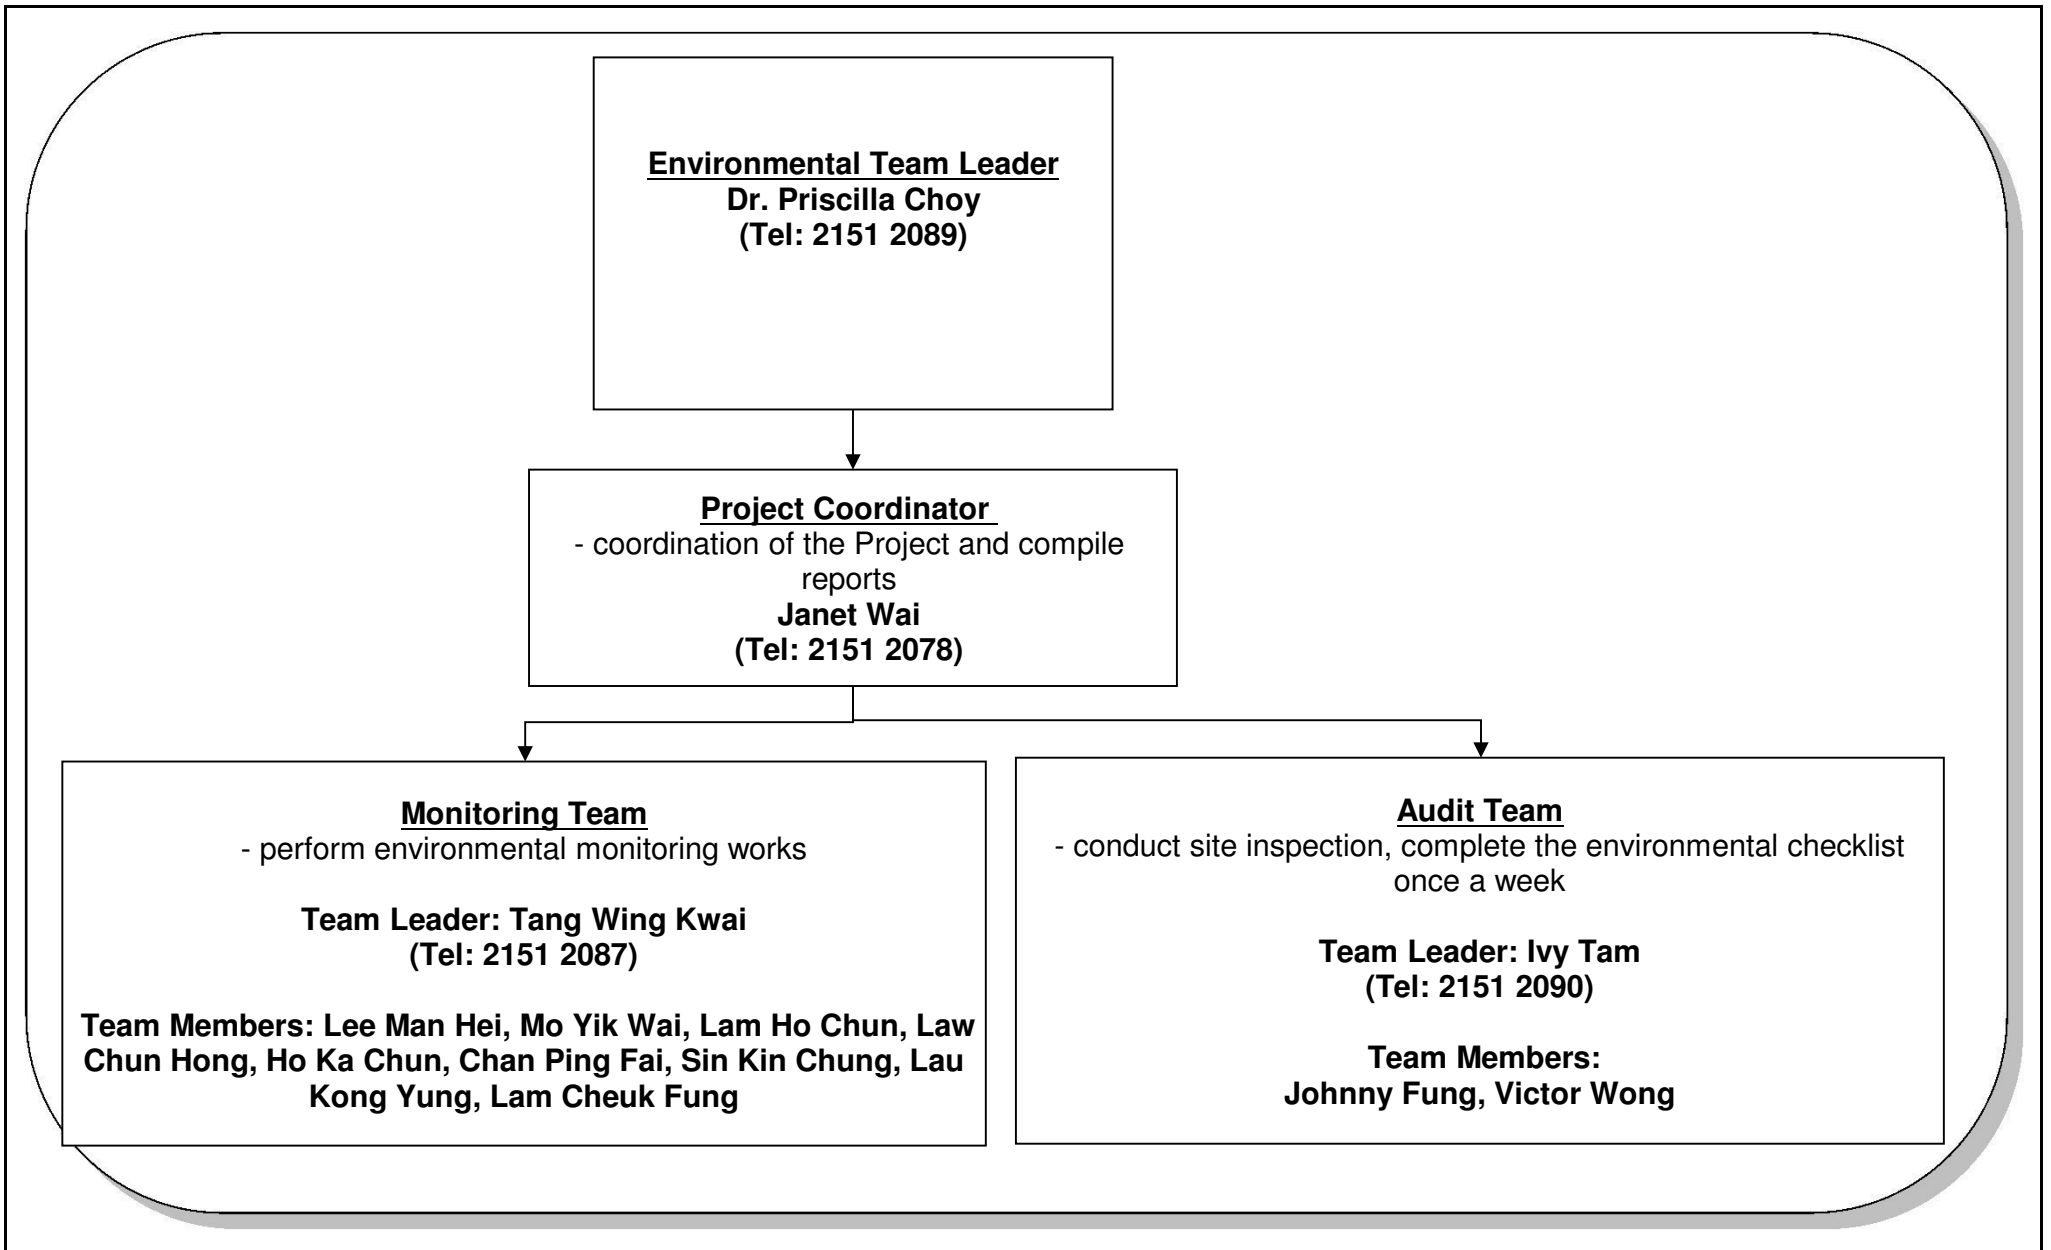 Environmental Team Leader
Dr. Priscilla Choy
(Tel: 2151 2089)
Project Coordinator
- coordination of the Project and compile
reports
Janet Wai
(Tel: 2151 2078)
Monitoring Team
- perform environmental monitoring works
Team Leader: Tang Wing Kwai
(Tel: 2151 2087)
Team Members: Lee Man Hei, Mo Yik Wai, Lam Ho Chun, Law
Chun Hong, Ho Ka Chun, Chan Ping Fai, Sin Kin Chung, Lau
Kong Yung, Lam Cheuk Fung
Audit Team
- conduct site inspection, complete the environmental checklist
once a week
Team Leader: Ivy Tam
(Tel: 2151 2090)
Team Members:
Johnny Fung, Victor Wong